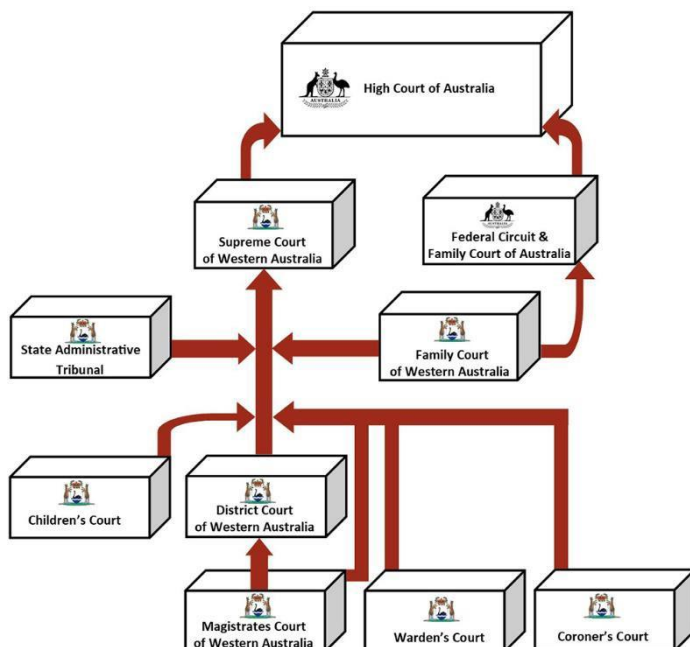 High Court of Australia
AUSTRALIA
Supreme Court
of Western Australia
Federal Circuit &
Family Court of Australia
State Administrative
Tribunal
Family Court
of Western Australia
Children's Court
District Court
of Western Australia
Magistrates Court
of Western Australia
Warden's Court
Coroner's Court